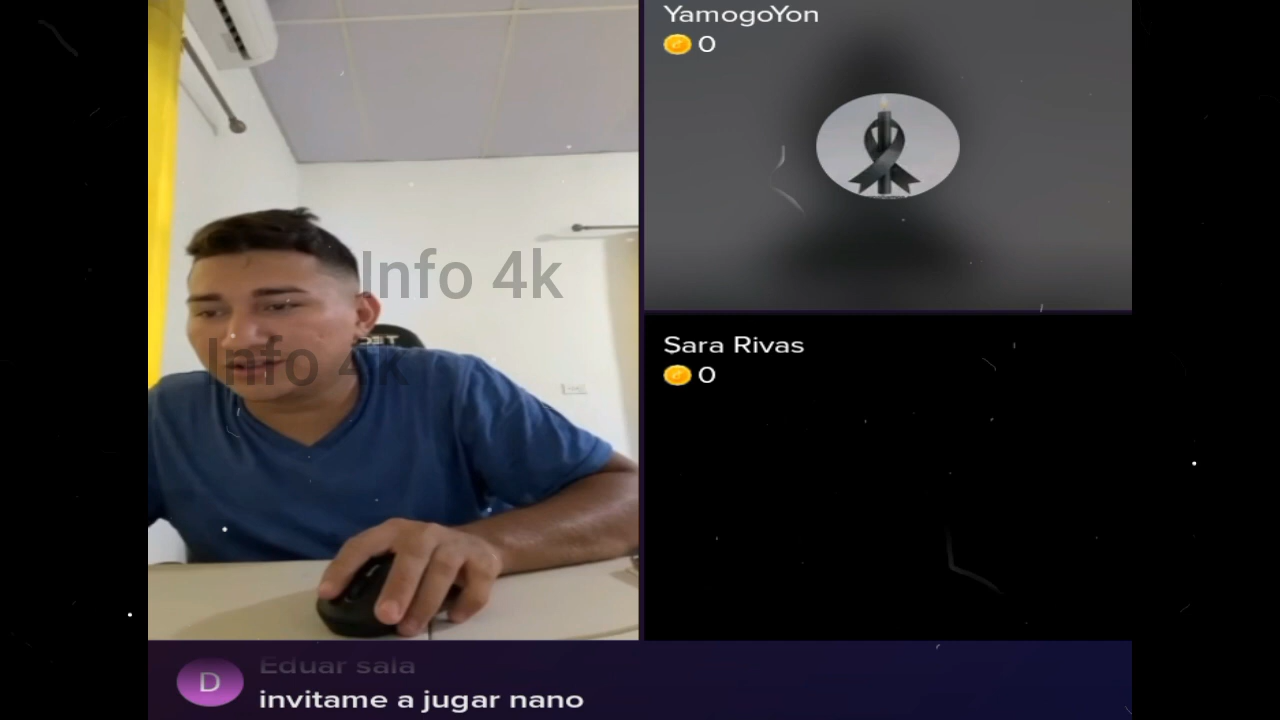 YamogoYon
0
Info 4k
Info 4k
Sara Rivas
0
D
Eduar sala
invitame a jugar nano